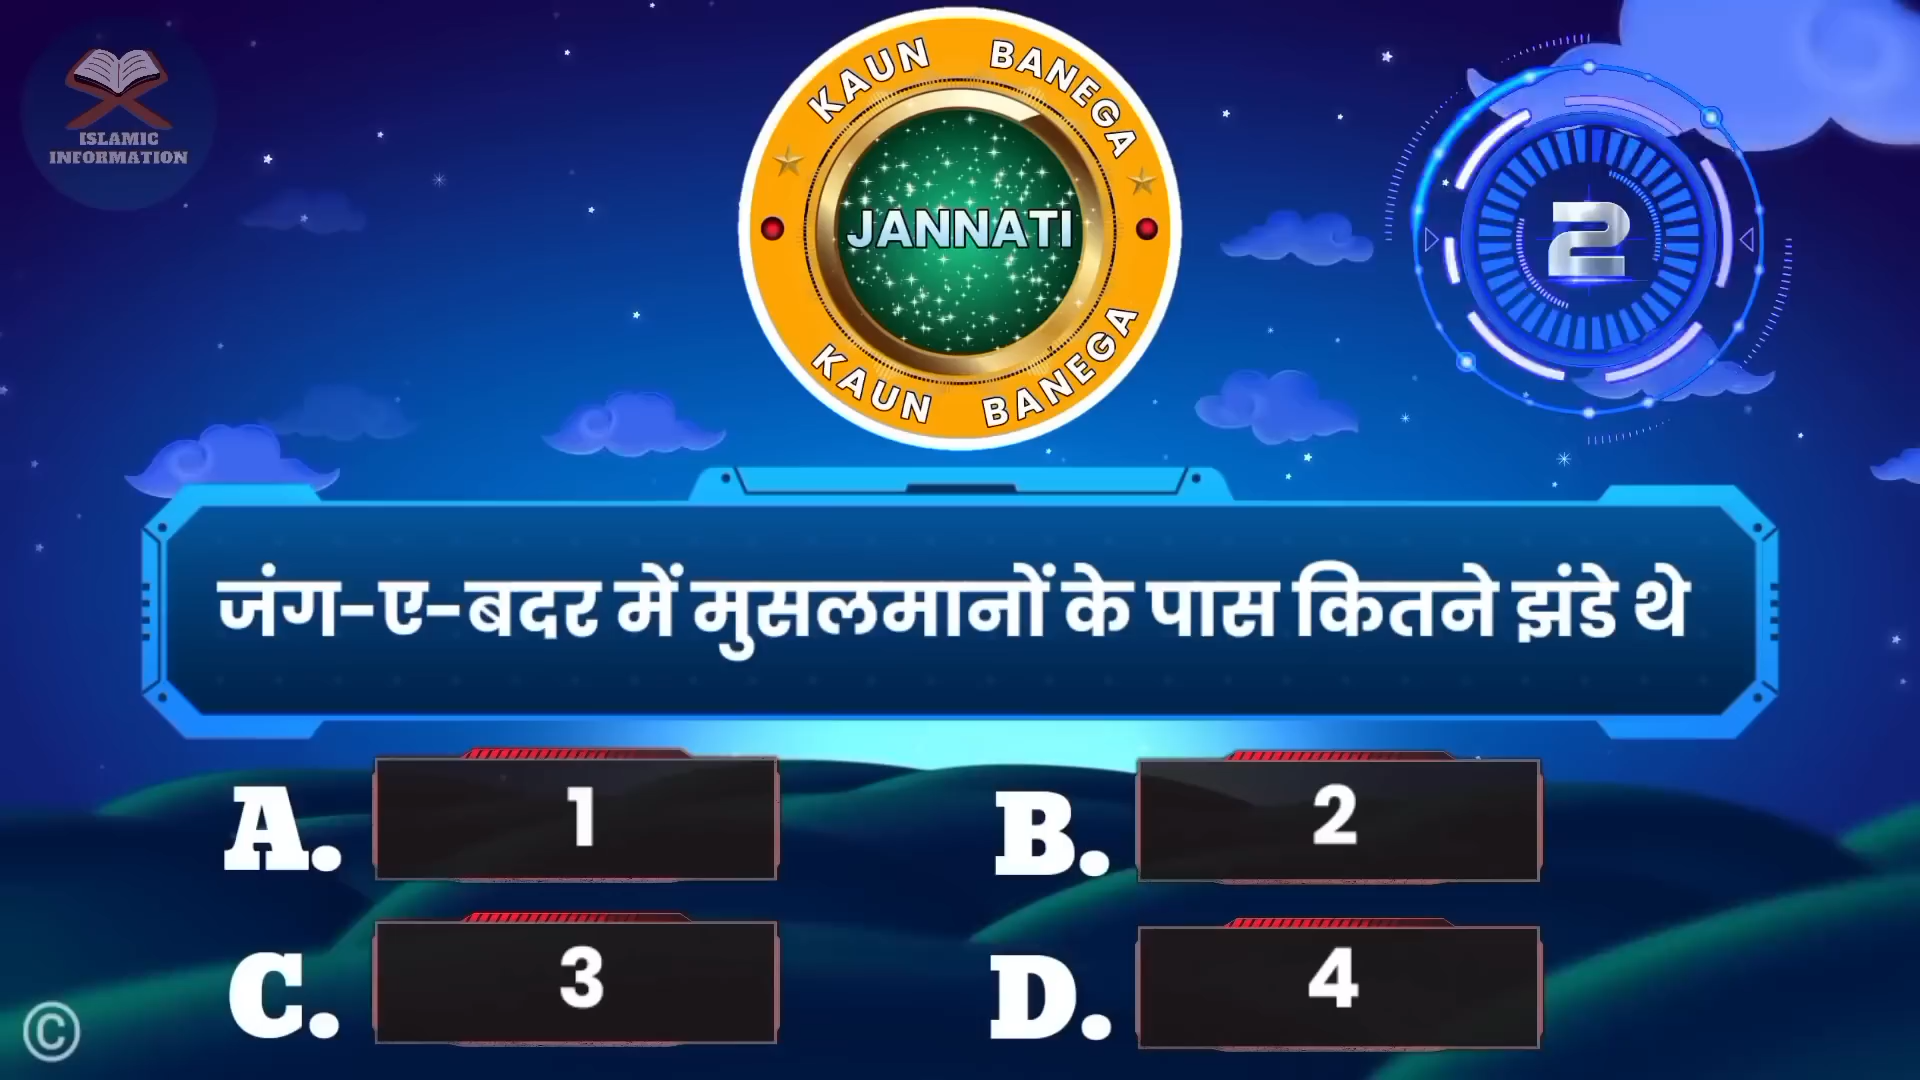 ISLAMIC
INFORMATION
KAUN BANEGA
JANNATI
KAUN BANEGA
2
जंग-ए-बदर में मुसलमानों के पास कितने झंडे थे
A. 1
B. 2
C. 3
D. 4
©